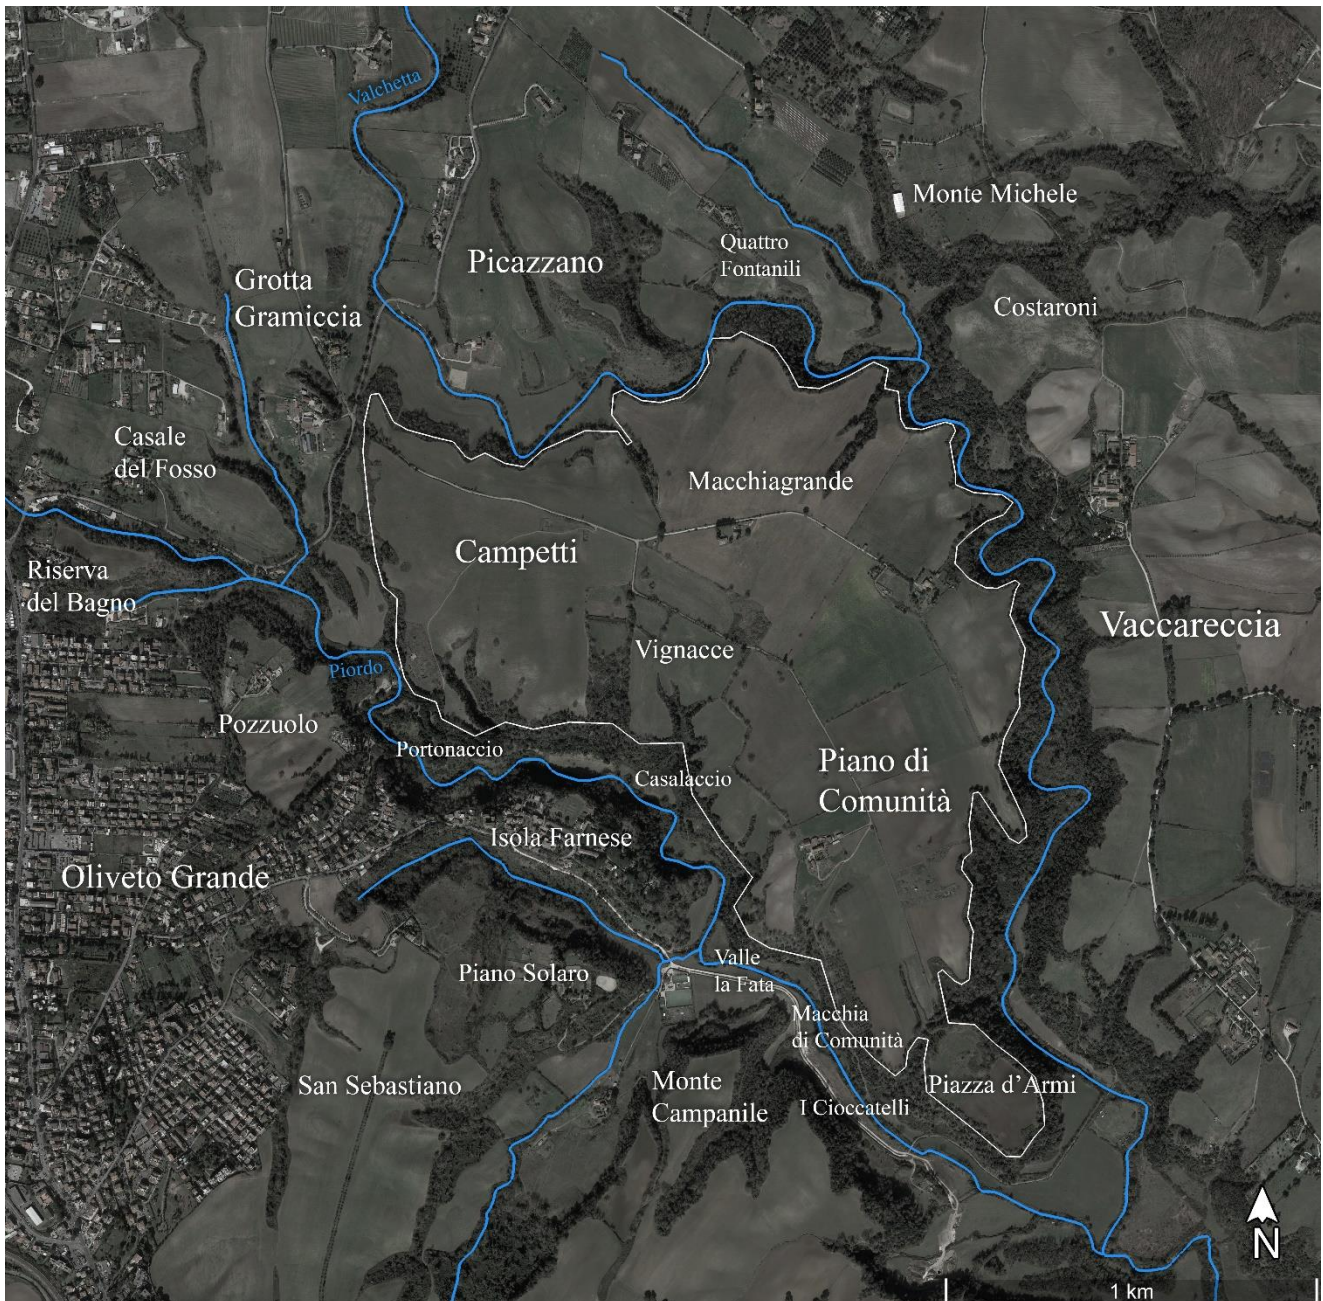 Valchetta
Monte Michele
Quattro
Fontanili
Picazzano
Grotta
Gramiccia
Costaroni
Casale
del Fosso
Macchiagrande
Campetti
Riserva
del Bagno
Vaccareccia
Vignacce
Piordo
Pozzuolo
Portonaccio
Casalaccio
Piano di
Comunità
Isola Farnese
Oliveto Grande
Piano Solaro
Valle
la Fata
Macchia
di Comunità
San Sebastiano
Monte
Campanile
Piazza d'Armi
I Cioccatelli
N
1 km